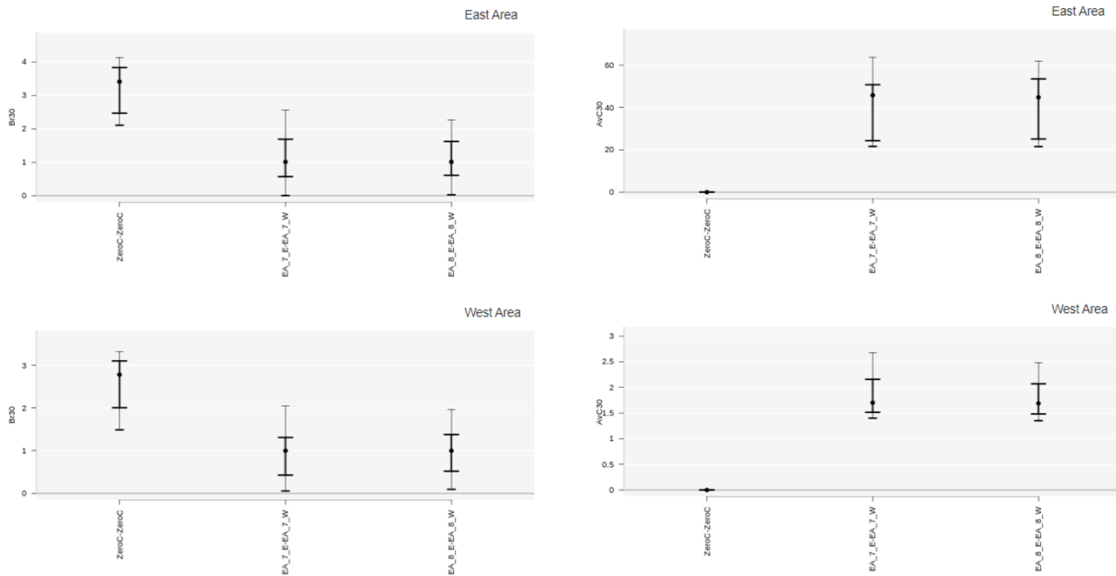 East Area
4
3
2
1
0
Br30
ZeroC-ZeroC
EA_7_E-EA_7_W
EA_8_E-EA_8_W
East Area
60
40
20
0
AvC30
ZeroC-ZeroC
EA_7_E-EA_7_W
EA_8_E-EA_8_W
West Area
3
2
1
0
Br30
ZeroC-ZeroC
EA_7_E-EA_7_W
EA_8_E-EA_8_W
West Area
3
2.5
2
1.5
1
0.5
0
AvC30
ZeroC-ZeroC
EA_7_E-EA_7_W
EA_8_E-EA_8_W